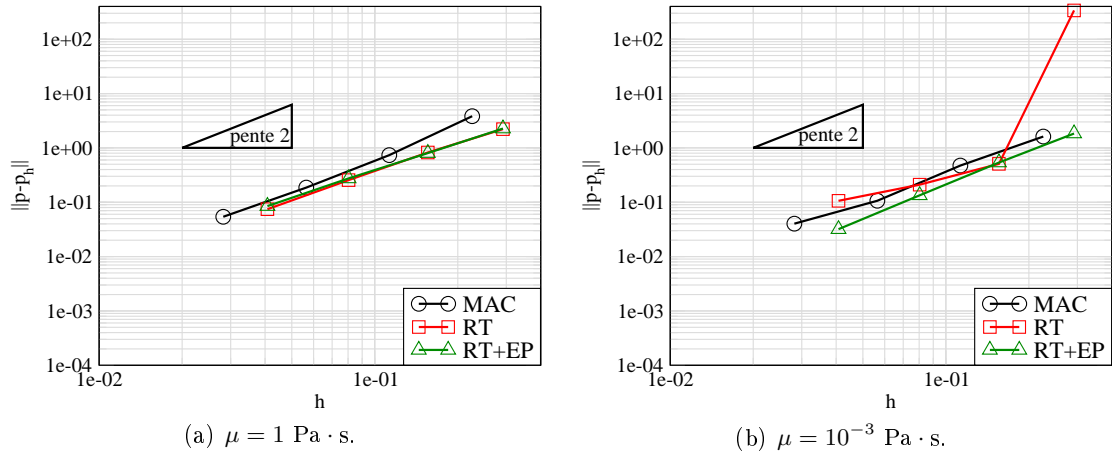 1e+02
1e+01
1e+00
1e-01
1e-02
1e-03
1e-04
||p-p_h||
pente 2
MAC
RT
RT+EP
1e-02
1e-01
h
(a) μ = 1 Pa · s.
1e+02
1e+01
1e+00
1e-01
1e-02
1e-03
1e-04
||p-p_h||
pente 2
MAC
RT
RT+EP
1e-02
1e-01
h
(b) μ = 10⁻³ Pa · s.